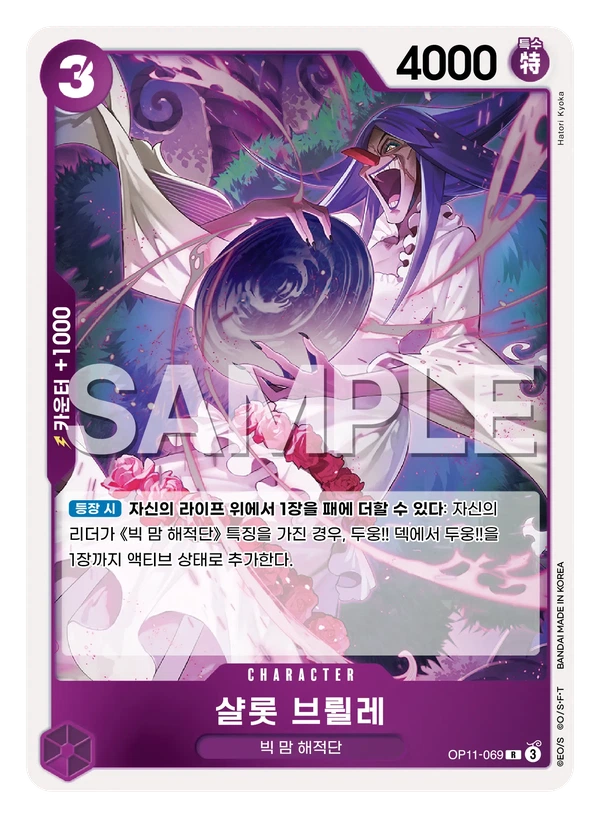 3
4000
특수
特
Hatori Kyoka
카운터 +1000
SAMPLE
등장 시 자신의 라이프 위에서 1장을 패에 더할 수 있다: 자신의
리더가 《빅 맘 해적단》 특징을 가진 경우, 두웅!! 덱에서 두웅!!을
1장까지 액티브 상태로 추가한다.
CHARACTER
샬롯 브륄레
빅 맘 해적단
OP11-069 R 3
©EO/S ©O/S·F·T BANDAI MADE IN KOREA